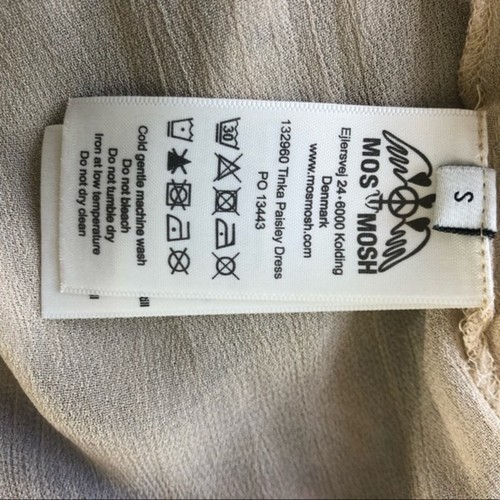 S
MOS MOSH
Ejlersvej 24 · 6000 Kolding
Denmark
www.mosmosh.com
132960 Tinka Paisley Dress
PO 13443
30
Cold gentle machine wash
Do not bleach
Do not tumble dry
Iron at low temperature
Do not dry clean